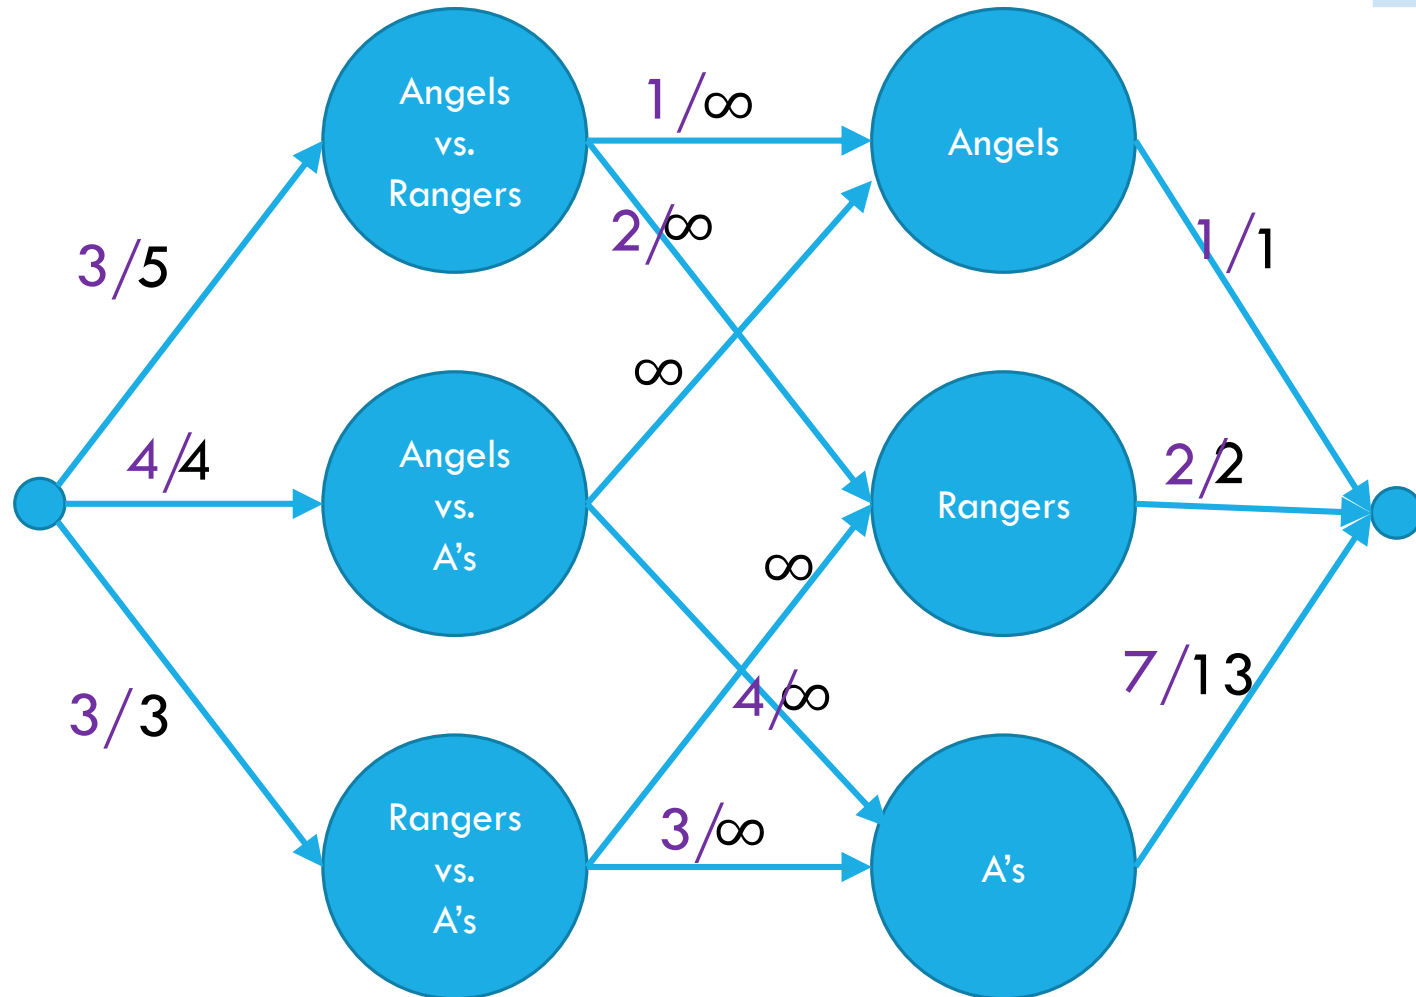 Angels
vs.
Rangers
1/∞
Angels
3/5
2/∞
1/1
∞
4/4
Angels
vs.
A’s
Rangers
2/2
∞
3/3
4/∞
7/13
Rangers
vs.
A’s
3/∞
A’s